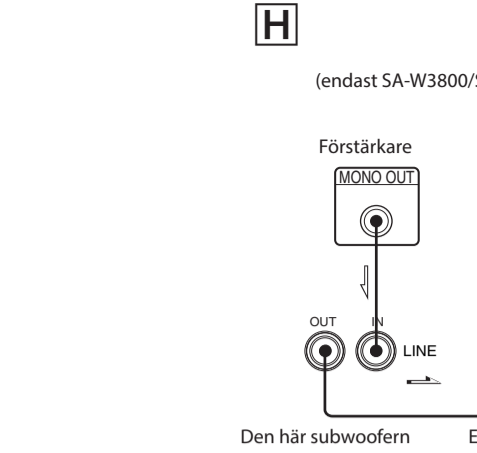 H
(endast SA-W3800/
Förstärkare
MONO OUT
OUT IN
LINE
Den här subwoofern